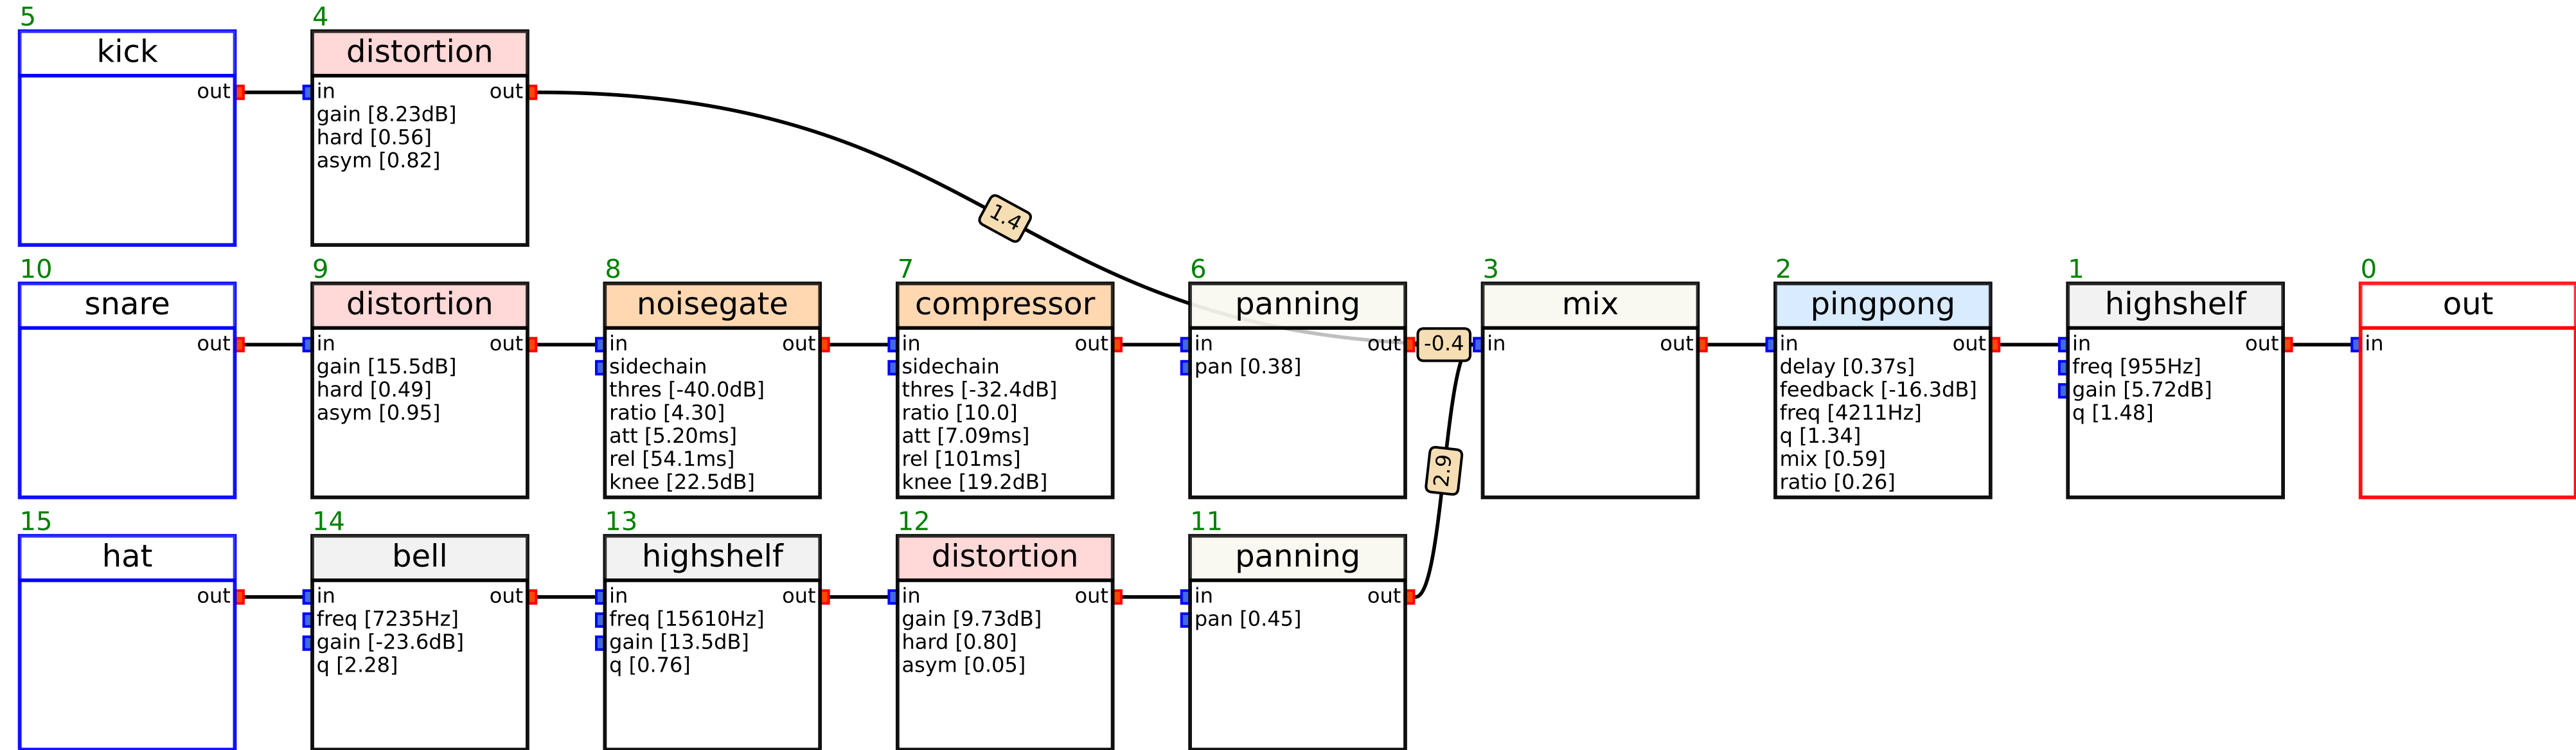 5
kick
out
4
distortion
in out
gain [8.23dB]
hard [0.56]
asym [0.82]
1.4
10
snare
out
9
distortion
in out
gain [15.5dB]
hard [0.49]
asym [0.95]
8
noisegate
in out
sidechain
thres [-40.0dB]
ratio [4.30]
att [5.20ms]
rel [54.1ms]
knee [22.5dB]
7
compressor
in out
sidechain
thres [-32.4dB]
ratio [10.0]
att [7.09ms]
rel [101ms]
knee [19.2dB]
6
panning
in out
pan [0.38]
-0.4
3
mix
in out
2
pingpong
in out
delay [0.37s]
feedback [-16.3dB]
freq [4211Hz]
q [1.34]
mix [0.59]
ratio [0.26]
1
highshelf
in out
freq [955Hz]
gain [5.72dB]
q [1.48]
0
out
in
2.9
15
hat
out
14
bell
in out
freq [7235Hz]
gain [-23.6dB]
q [2.28]
13
highshelf
in out
freq [15610Hz]
gain [13.5dB]
q [0.76]
12
distortion
in out
gain [9.73dB]
hard [0.80]
asym [0.05]
11
panning
in out
pan [0.45]